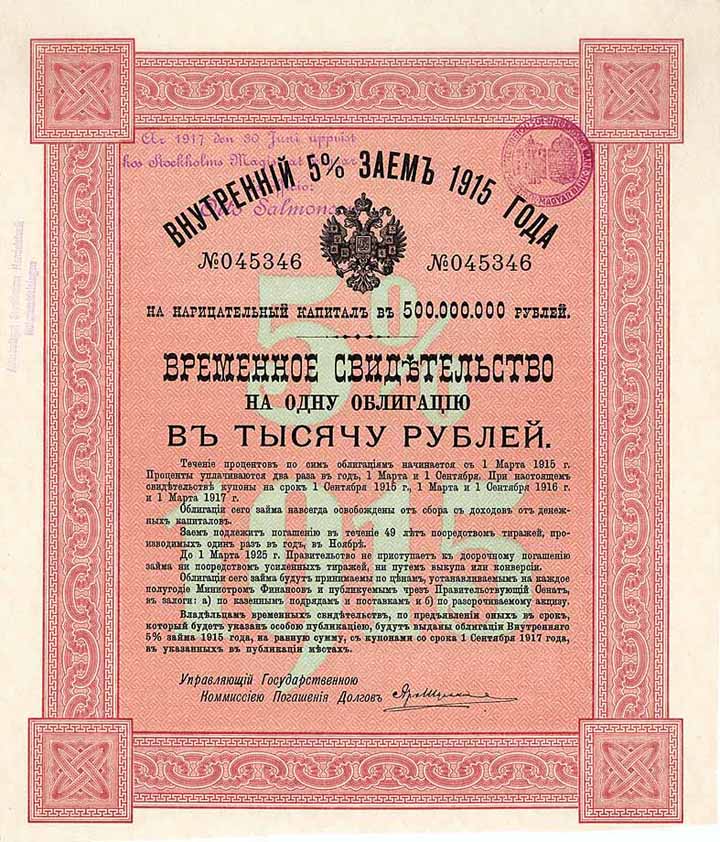 År 1917 den 30 Juni uppvist
hos Stockholms Magistrat
Otto Salmonson
ВНУТРЕННІЙ 5% ЗАЕМЪ 1915 ГОДА
№045346 №045346
НА НАРИЦАТЕЛЬНЫЙ КАПИТАЛЪ ВЪ 500.000.000 РУБЛЕЙ.
5%
1915
ВРЕМЕННОЕ СВИДѢТЕЛЬСТВО
НА ОДНУ ОБЛИГАЦІЮ
ВЪ ТЫСЯЧУ РУБЛЕЙ.
Теченіе процентовъ по симъ облигаціямъ начинается съ 1 Марта 1915 г.
Проценты уплачиваются два раза въ годъ, 1 Марта и 1 Сентября. При настоящемъ
свидѣтельствѣ купоны на срокъ 1 Сентября 1915 г., 1 Марта и 1 Сентября 1916 г.
и 1 Марта 1917 г.
Облигаціи сего займа навсегда освобождены отъ сбора съ доходовъ отъ денеж-
ныхъ капиталовъ.
Заемъ подлежитъ погашенію въ теченіе 49 лѣтъ посредствомъ тиражей, про-
изводимыхъ одинъ разъ въ годъ, въ Ноябрѣ.
До 1 Марта 1925 г. Правительство не приступаетъ къ досрочному погашенію
займа ни посредствомъ усиленныхъ тиражей, ни путемъ выкупа или конверсіи.
Облигаціи сего займа будутъ принимаемы по цѣнамъ, устанавливаемымъ на каждое
полугодіе Министромъ Финансовъ и публикуемымъ чрезъ Правительствующій Сенатъ,
въ залоги: а) по казеннымъ подрядамъ и поставкамъ и б) по разсрочиваемому акцизу.
Владѣльцамъ временныхъ свидѣтельствъ, по предъявленіи оныхъ въ срокъ,
который будетъ указанъ особою публикаціею, будутъ выданы облигаціи Внутренняго
5% займа 1915 года, на равную сумму, съ купонами со срока 1 Сентября 1917 года,
въ указанныхъ въ публикаціи мѣстахъ.
Управляющій Государственною
Коммиссіею Погашенія Долговъ